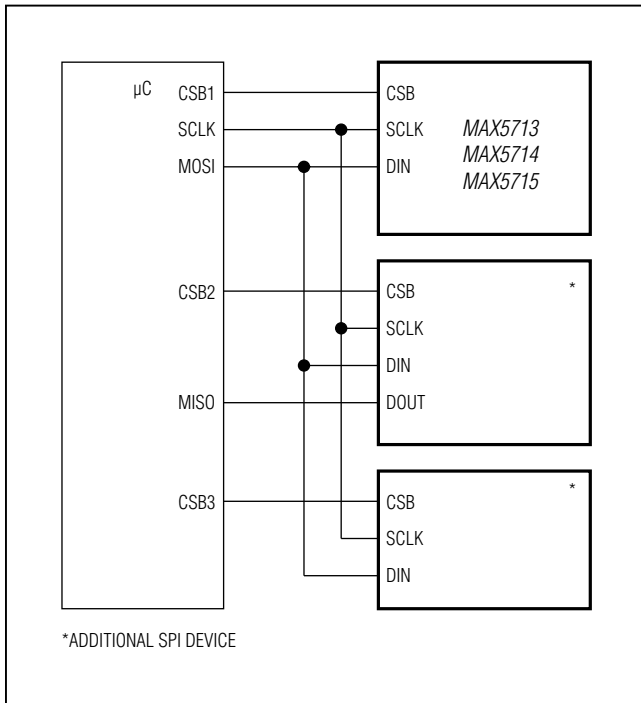 µC
CSB1
SCLK
MOSI
CSB2
MISO
CSB3
CSB
SCLK
DIN
MAX5713
MAX5714
MAX5715
CSB
*
SCLK
DIN
DOUT
CSB
*
SCLK
DIN
*ADDITIONAL SPI DEVICE